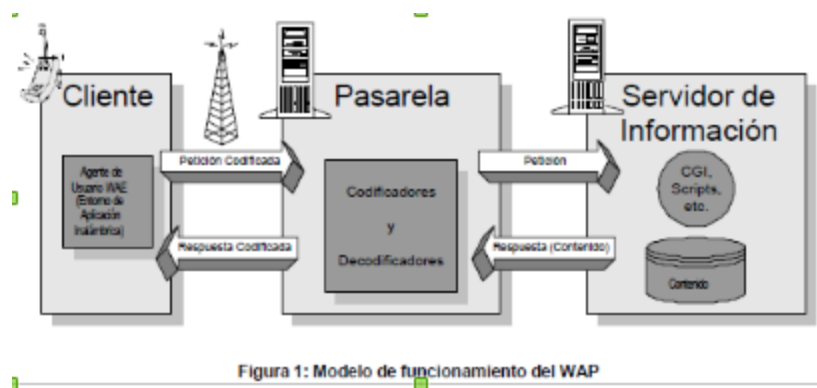 Cliente
Pasarela
Servidor de
Información
Petición Codificada
Petición
Agente de
Usuario WAE
(Entorno de
Aplicación
Inalámbrica)
Codificadores
y
Decodificadores
CGI,
Scripts,
etc.
Respuesta Codificada
Respuesta (Contenido)
Contenido
Figura 1: Modelo de funcionamiento del WAP